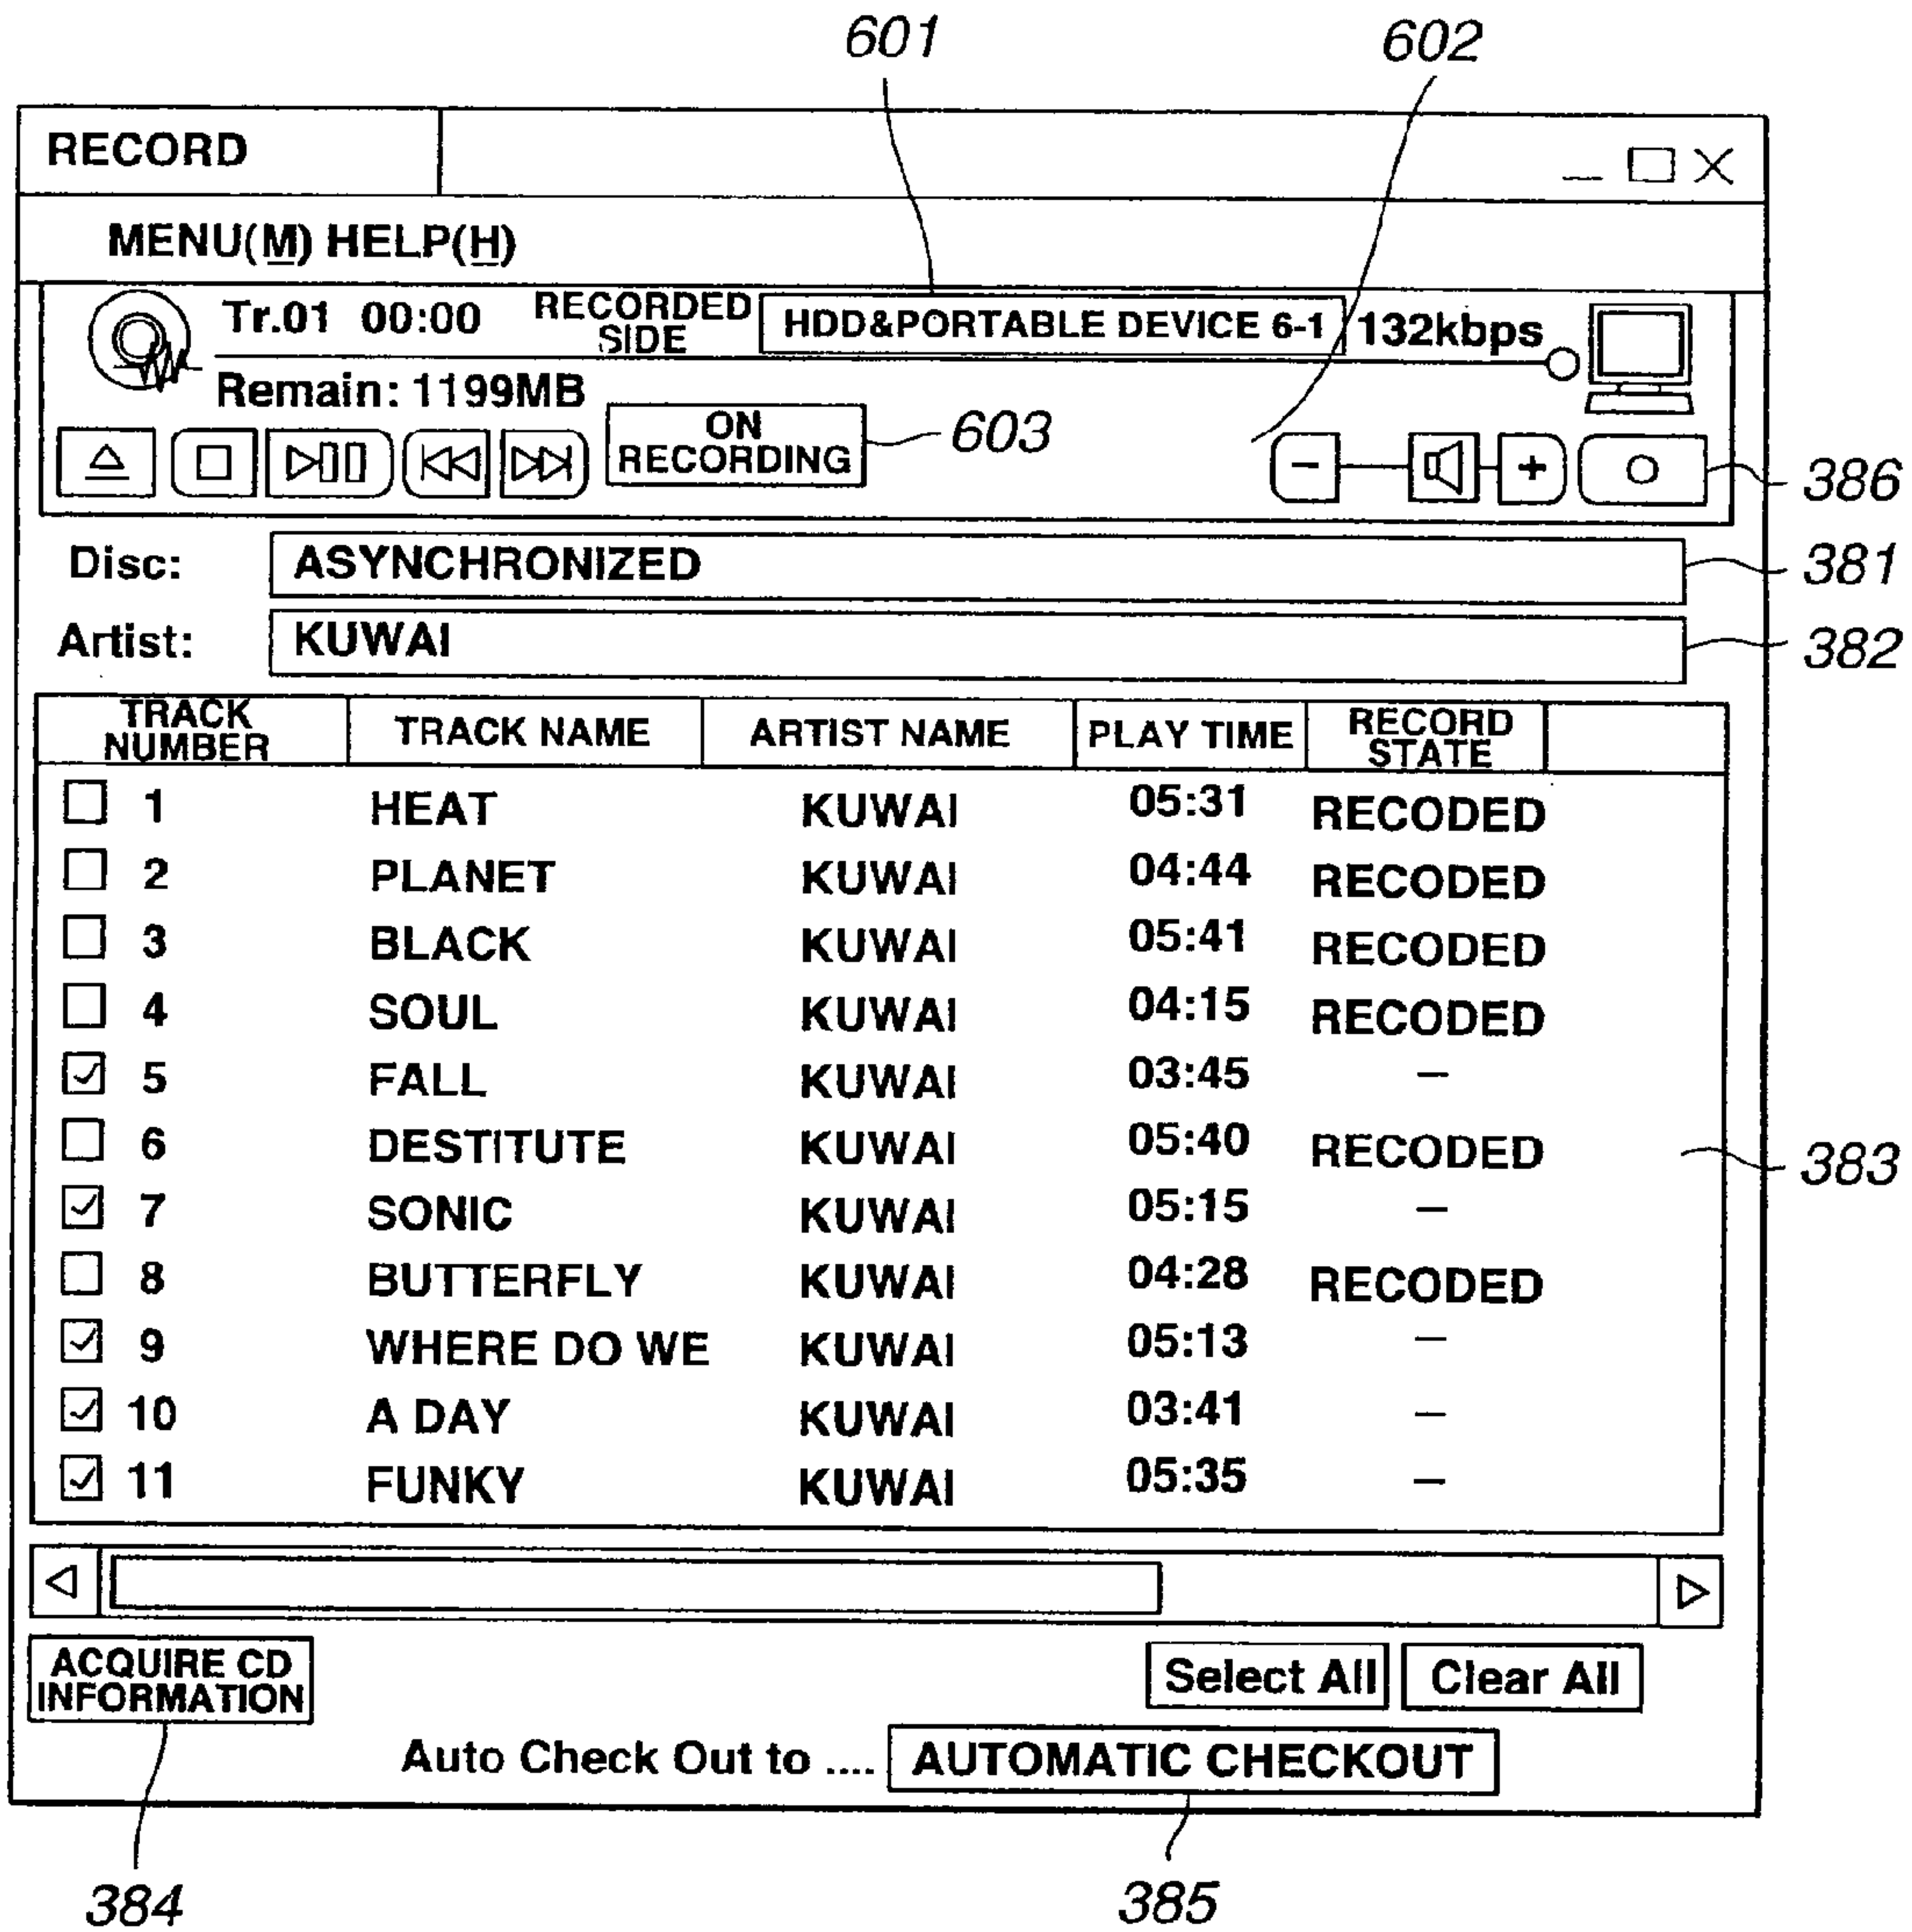 601 602
RECORD
MENU(M) HELP(H)
Tr.01 00:00 RECORDED SIDE HDD&PORTABLE DEVICE 6-1 132kbps
Remain: 1199MB
ON RECORDING 603
- + 386
Disc: ASYNCHRONIZED 381
Artist: KUWAI 382
TRACK NUMBER TRACK NAME ARTIST NAME PLAY TIME RECORD STATE
1 HEAT KUWAI 05:31 RECODED
2 PLANET KUWAI 04:44 RECODED
3 BLACK KUWAI 05:41 RECODED
4 SOUL KUWAI 04:15 RECODED
5 FALL KUWAI 03:45 –
6 DESTITUTE KUWAI 05:40 RECODED 383
7 SONIC KUWAI 05:15 –
8 BUTTERFLY KUWAI 04:28 RECODED
9 WHERE DO WE KUWAI 05:13 –
10 A DAY KUWAI 03:41 –
11 FUNKY KUWAI 05:35 –
ACQUIRE CD INFORMATION Select All Clear All
Auto Check Out to .... AUTOMATIC CHECKOUT
384 385